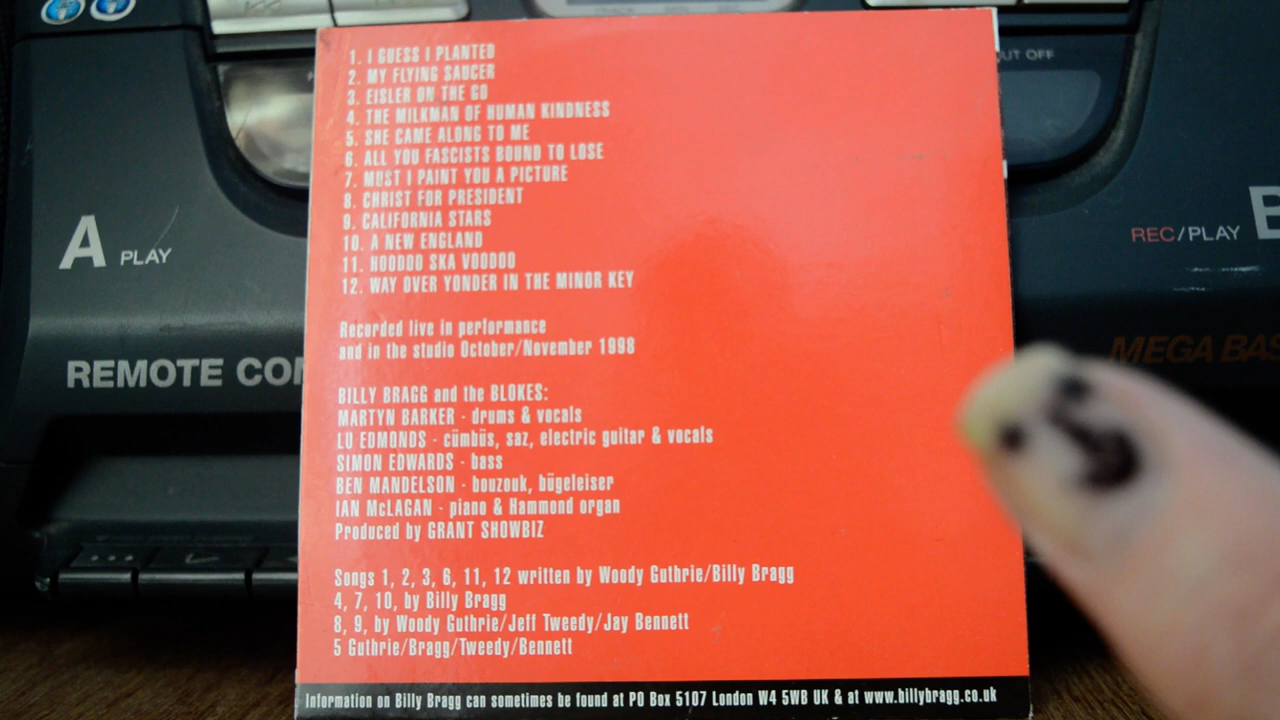 1. I GUESS I PLANTED
2. MY FLYING SAUCER
3. EISLER ON THE GO
4. THE MILKMAN OF HUMAN KINDNESS
5. SHE CAME ALONG TO ME
6. ALL YOU FASCISTS BOUND TO LOSE
7. MUST I PAINT YOU A PICTURE
8. CHRIST FOR PRESIDENT
9. CALIFORNIA STARS
10. A NEW ENGLAND
11. HOODOO SKA VOODOO
12. WAY OVER YONDER IN THE MINOR KEY
Recorded live in performance
and in the studio October/November 1998
BILLY BRAGG and the BLOKES:
MARTYN BARKER - drums & vocals
LU EDMONDS - cümbüs, saz, electric guitar & vocals
SIMON EDWARDS - bass
BEN MANDELSON - bouzouk, bügeleiser
IAN McLAGAN - piano & Hammond organ
Produced by GRANT SHOWBIZ
Songs 1, 2, 3, 6, 11, 12 written by Woody Guthrie/Billy Bragg
4, 7, 10, by Billy Bragg
8, 9, by Woody Guthrie/Jeff Tweedy/Jay Bennett
5 Guthrie/Bragg/Tweedy/Bennett
Information on Billy Bragg can sometimes be found at PO Box 5107 London W4 5WB UK & at www.billybragg.co.uk
A PLAY
REMOTE
OFF
REC/PLAY B
MEGA